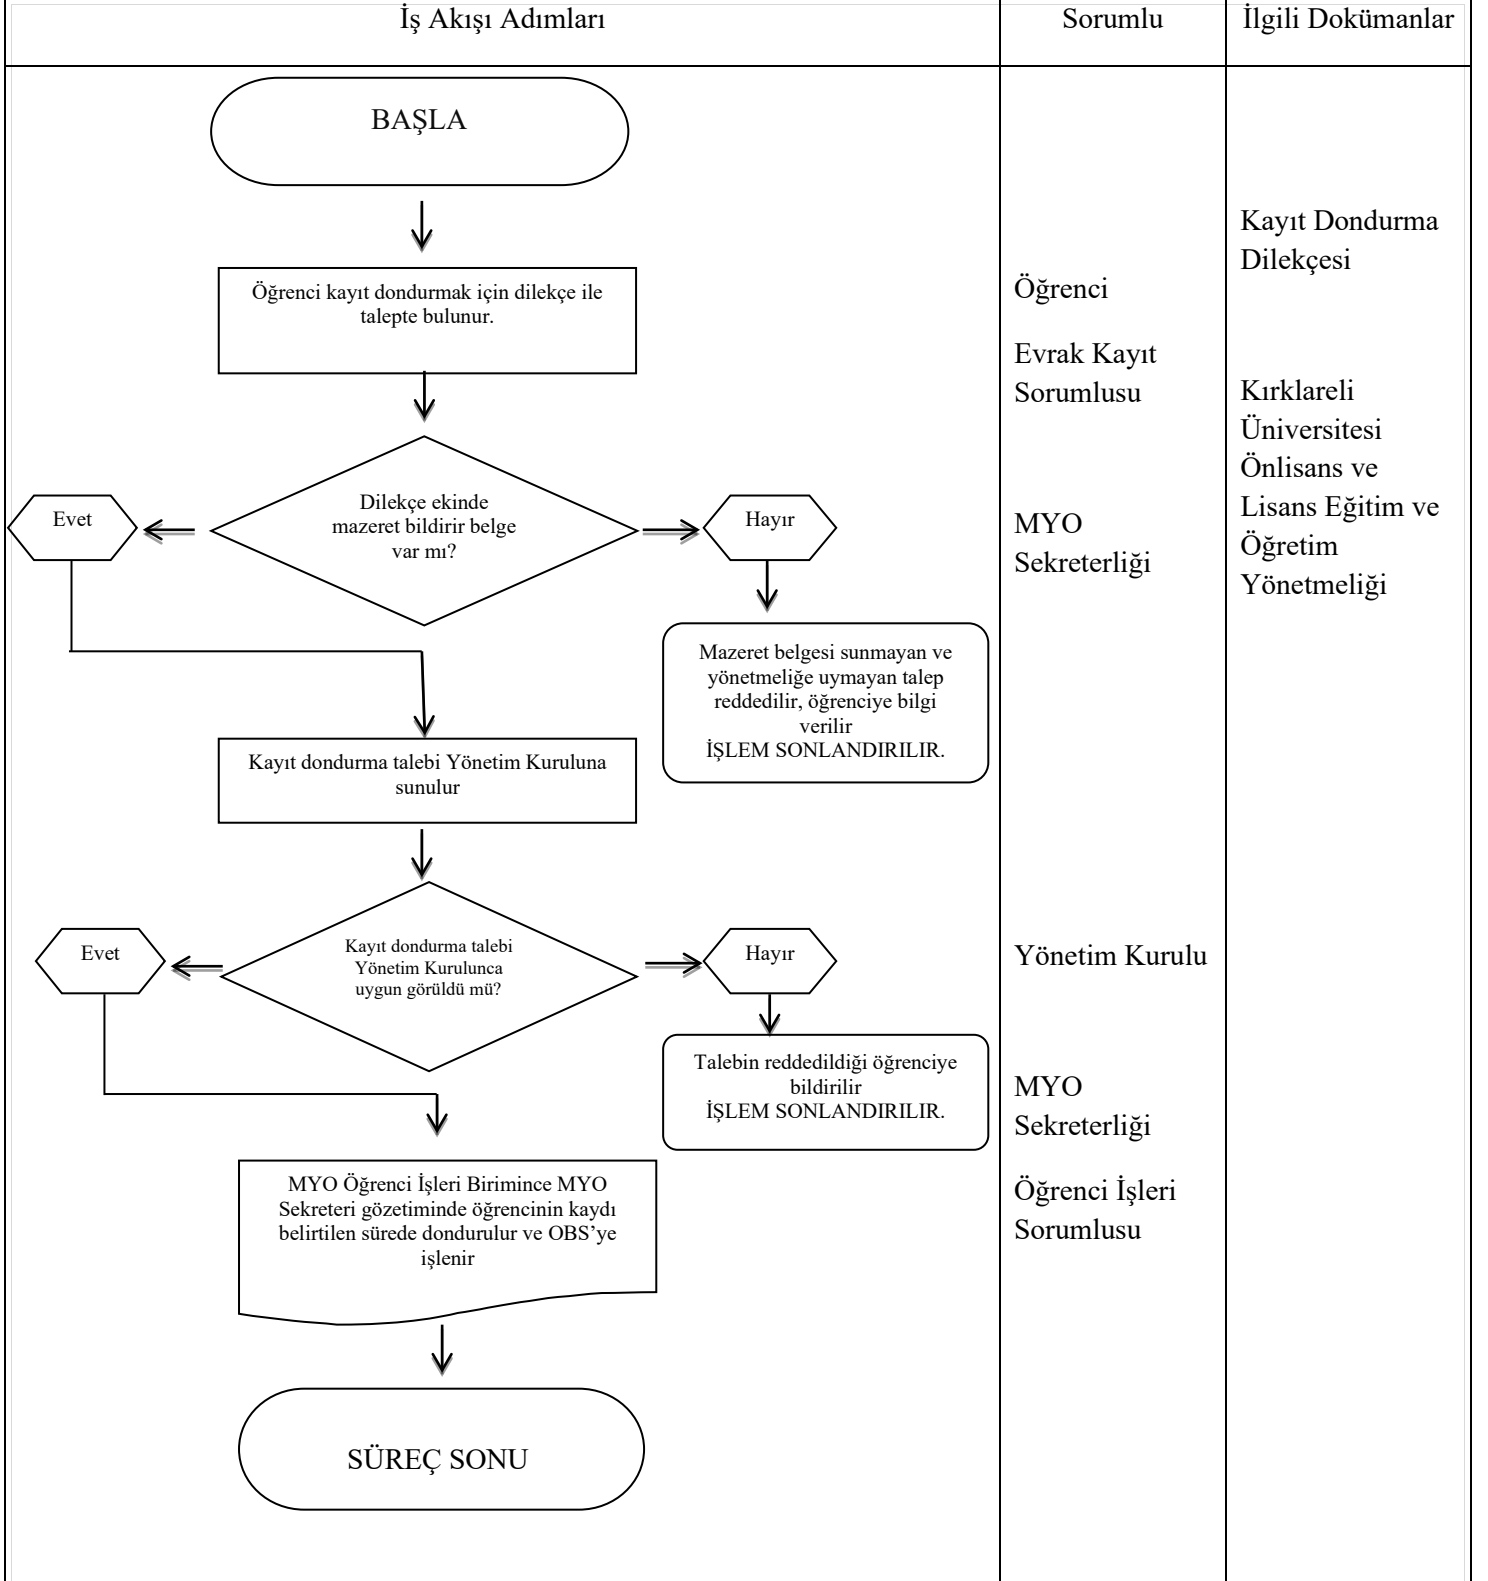 İş Akışı Adımları
Sorumlu
İlgili Dokümanlar
BAŞLA
Öğrenci kayıt dondurmak için dilekçe ile
talepte bulunur.
Dilekçe ekinde
mazeret bildirir belge
var mı?
Evet
Hayır
Mazeret belgesi sunmayan ve
yönetmeliğe uymayan talep
reddedilir, öğrenciye bilgi
verilir
İŞLEM SONLANDIRILIR.
Kayıt dondurma talebi Yönetim Kuruluna
sunulur
Kayıt dondurma talebi
Yönetim Kurulunca
uygun görüldü mü?
Evet
Hayır
Talebin reddedildiği öğrenciye
bildirilir
İŞLEM SONLANDIRILIR.
MYO Öğrenci İşleri Birimince MYO
Sekreteri gözetiminde öğrencinin kaydı
belirtilen sürede dondurulur ve OBS’ye
işlenir
SÜREÇ SONU
Öğrenci
Evrak Kayıt
Sorumlusu
MYO
Sekreterliği
Yönetim Kurulu
MYO
Sekreterliği
Öğrenci İşleri
Sorumlusu
Kayıt Dondurma
Dilekçesi
Kırklareli
Üniversitesi
Önlisans ve
Lisans Eğitim ve
Öğretim
Yönetmeliği